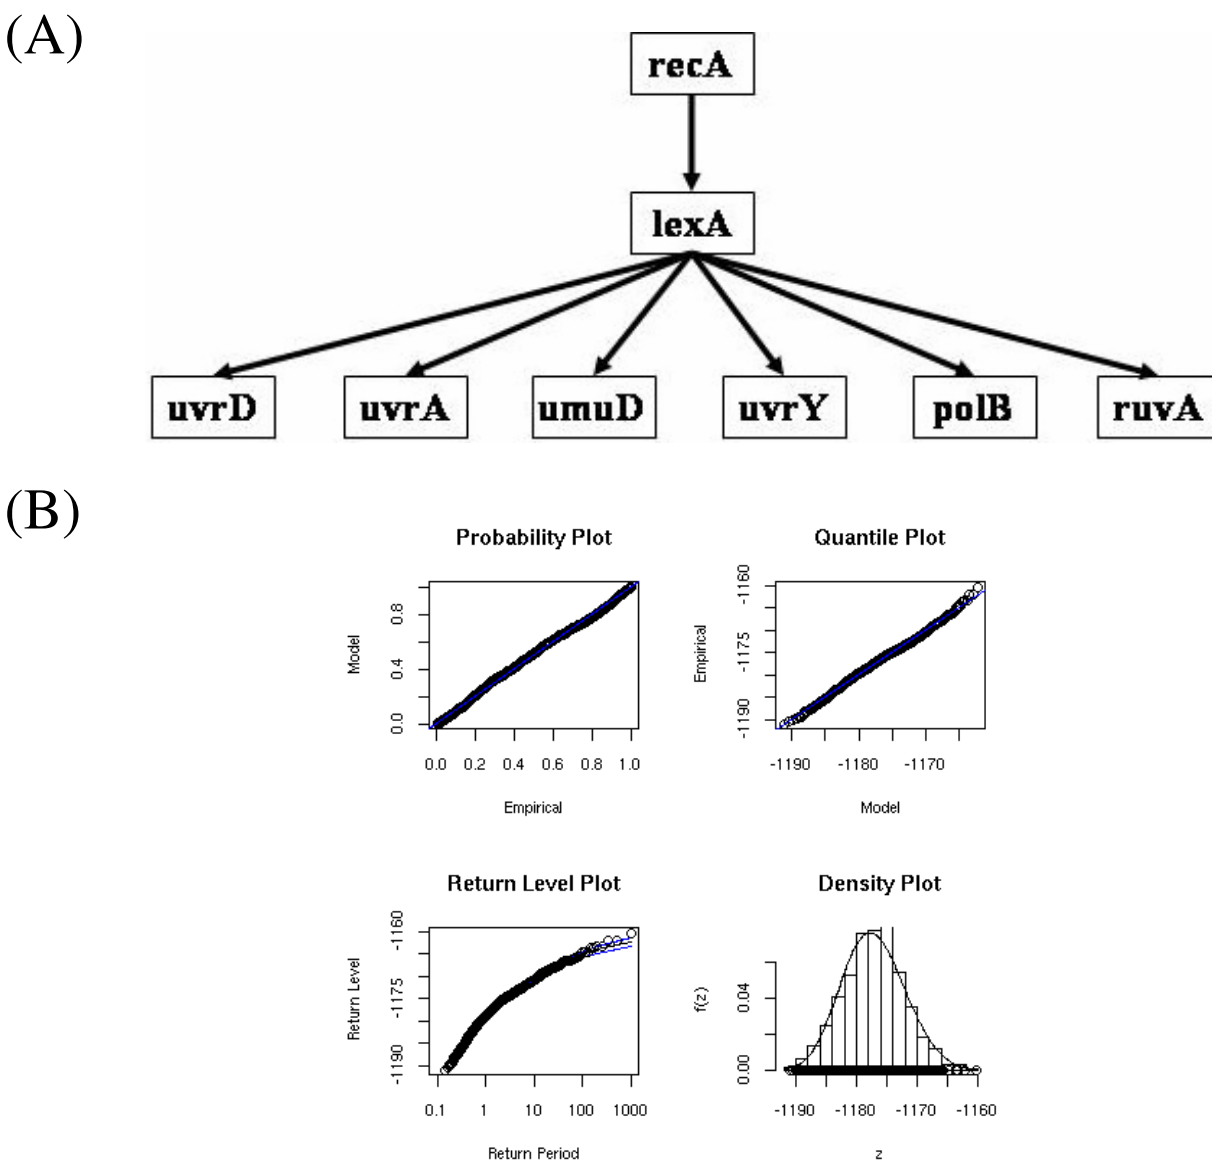 (A)
recA
lexA
uvrD uvrA umuD uvrY polB ruvA
(B)
Probability Plot
Model
0.0 0.4 0.8
0.0 0.2 0.4 0.6 0.8 1.0
Empirical
Quantile Plot
Empirical
-1190 -1175 -1160
-1190 -1180 -1170
Model
Return Level Plot
Return Level
-1190 -1175 -1160
0.1 1 10 100 1000
Return Period
Density Plot
f(z)
0.00 0.04
-1190 -1180 -1170 -1160
z